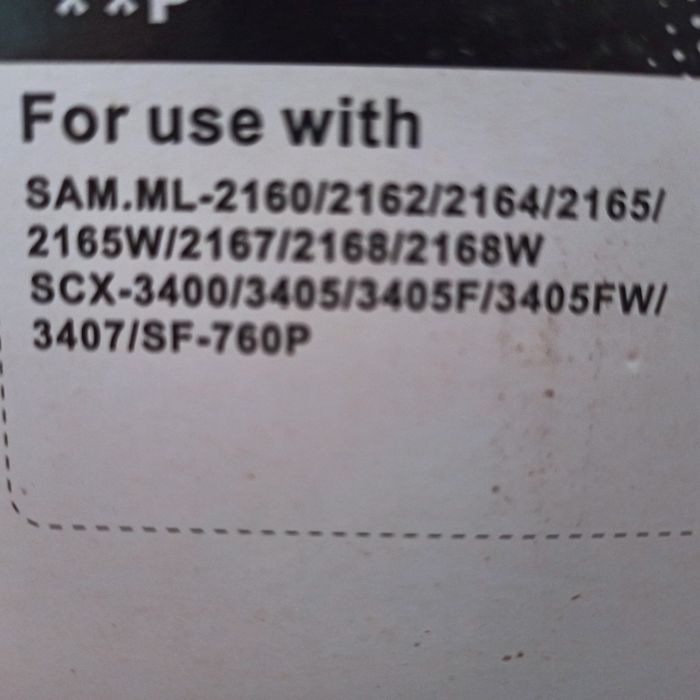 For use with
SAM.ML-2160/2162/2164/2165/
2165W/2167/2168/2168W
SCX-3400/3405/3405F/3405FW/
3407/SF-760P